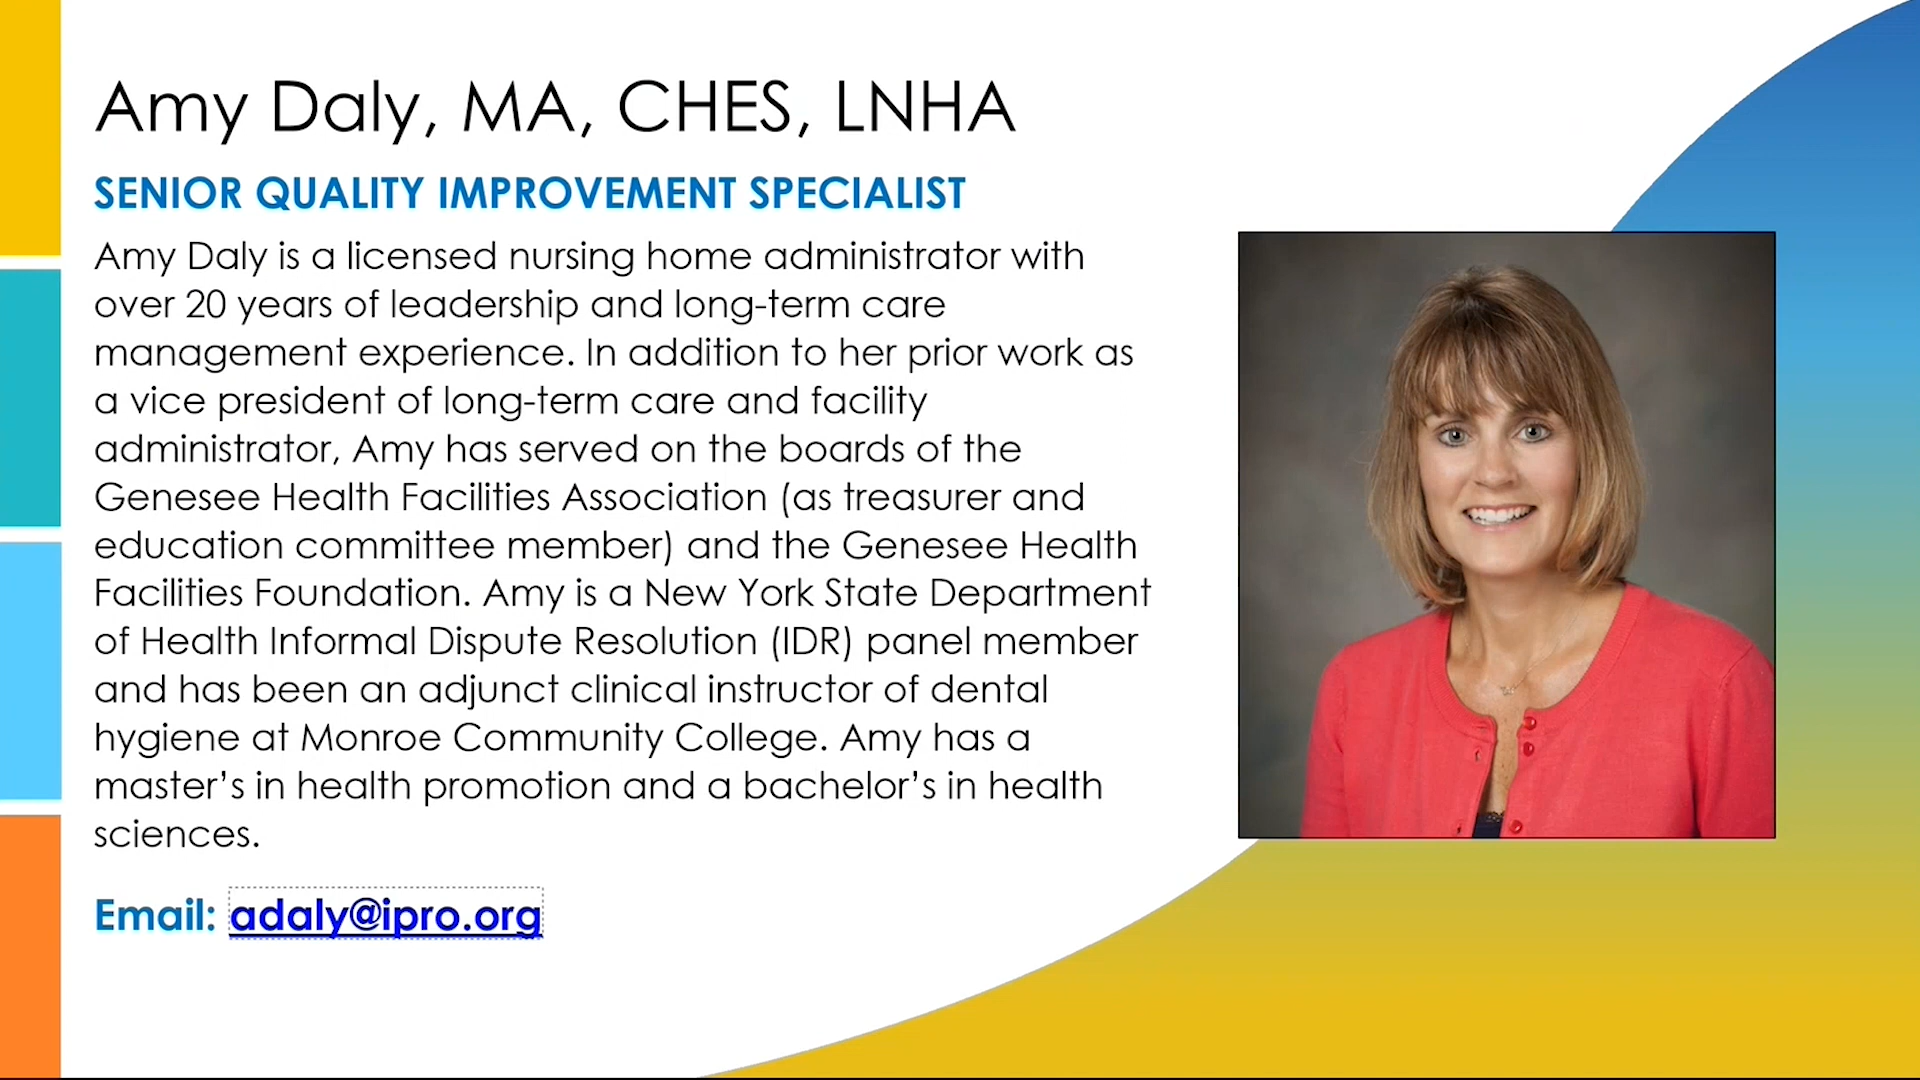 Amy Daly, MA, CHES, LNHA
SENIOR QUALITY IMPROVEMENT SPECIALIST
Amy Daly is a licensed nursing home administrator with
over 20 years of leadership and long-term care
management experience. In addition to her prior work as
a vice president of long-term care and facility
administrator, Amy has served on the boards of the
Genesee Health Facilities Association (as treasurer and
education committee member) and the Genesee Health
Facilities Foundation. Amy is a New York State Department
of Health Informal Dispute Resolution (IDR) panel member
and has been an adjunct clinical instructor of dental
hygiene at Monroe Community College. Amy has a
master’s in health promotion and a bachelor’s in health
sciences.
Email: adaly@ipro.org